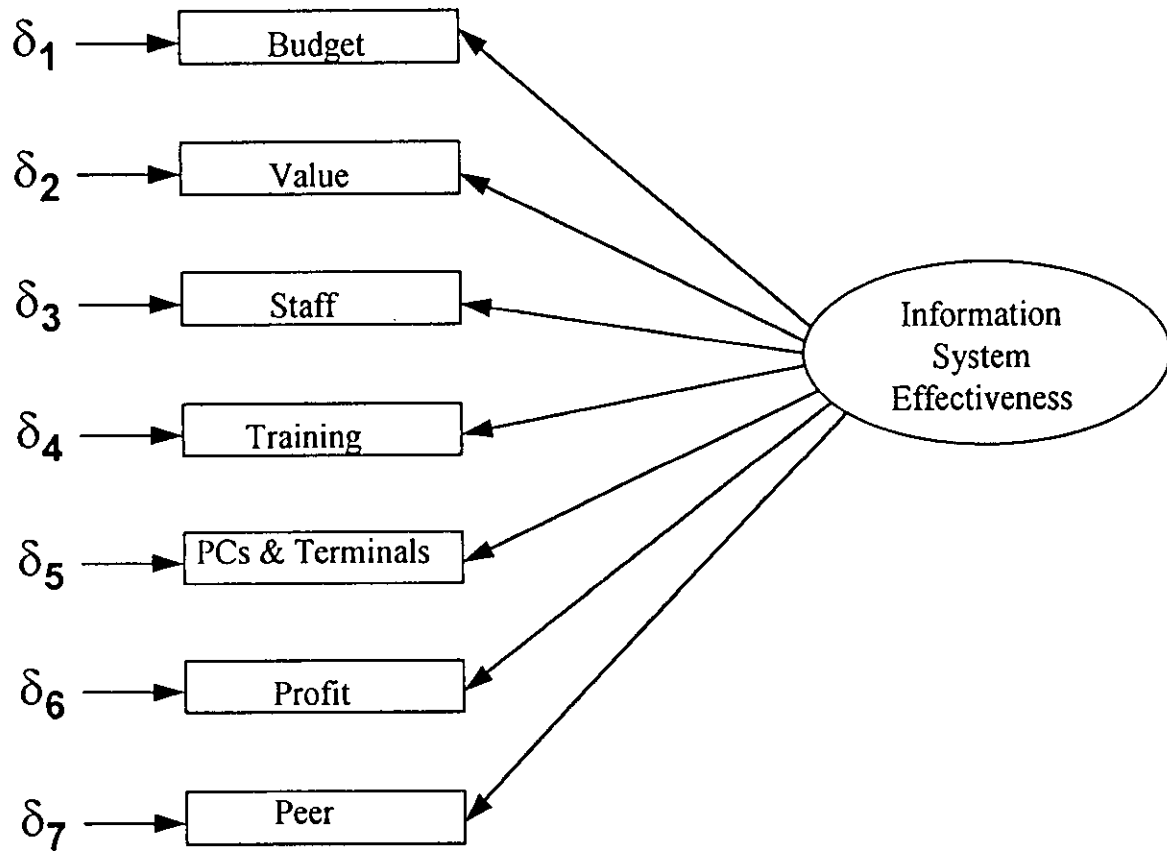 δ1
Budget
δ2
Value
δ3
Staff
δ4
Training
δ5
PCs & Terminals
δ6
Profit
δ7
Peer
Information
System
Effectiveness